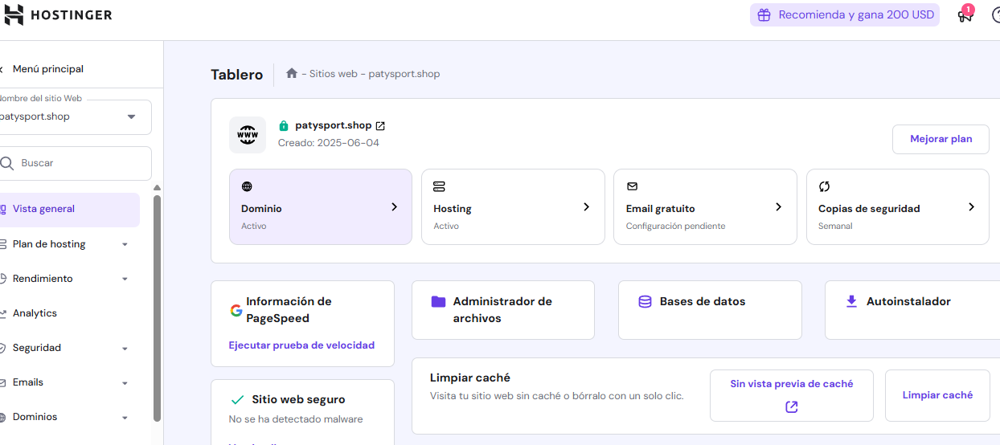 HOSTINGER
Recomienda y gana 200 USD
1
Menú principal
Nombre del sitio Web
patysport.shop
Buscar
Vista general
Plan de hosting
Rendimiento
Analytics
Seguridad
Emails
Dominios
Tablero
- Sitios web - patysport.shop
www
patysport.shop
Creado: 2025-06-04
Mejorar plan
Dominio
Activo
Hosting
Activo
Email gratuito
Configuración pendiente
Copias de seguridad
Semanal
Información de
PageSpeed
Ejecutar prueba de velocidad
Administrador de
archivos
Bases de datos
Autoinstalador
Sitio web seguro
No se ha detectado malware
Limpiar caché
Visita tu sitio web sin caché o bórralo con un solo clic.
Sin vista previa de caché
Limpiar caché